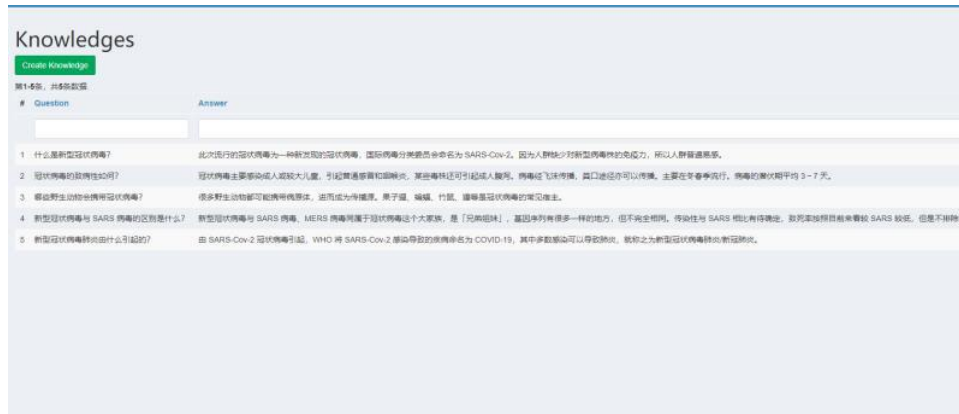 Knowledges
Create Knowledge
第1-5条，共5条数据.
# Question Answer
1 什么是新型冠状病毒? 此次流行的冠状病毒为一种新发现的冠状病毒，国际病毒分类委员会命名为 SARS-Cov-2。因为人群缺少对新型病毒株的免疫力，所以人群普遍易感。
2 冠状病毒的致病性如何? 冠状病毒主要感染成人或较大儿童，引起普通感冒和咽喉炎，某些毒株还可引起成人腹泻。病毒经飞沫传播，粪口途径亦可以传播。主要在冬春季流行。病毒的潜伏期平均 3－7 天。
3 哪些野生动物会携带冠状病毒? 很多野生动物都可能携带病原体，进而成为传播源。果子狸、蝙蝠、竹鼠、獾等是冠状病毒的常见宿主。
4 新型冠状病毒与 SARS 病毒的区别是什么? 新型冠状病毒与 SARS 病毒、MERS 病毒同属于冠状病毒这个大家族，是「兄弟姐妹」，基因序列有很多一样的地方，但不完全相同。传染性与 SARS 相比有待确定，致死率按照目前来看较 SARS 较低，但是不排除
5 新型冠状病毒肺炎由什么引起的? 由 SARS-Cov-2 冠状病毒引起，WHO 将 SARS-Cov-2 感染导致的疾病命名为 COVID-19，其中多数感染可以导致肺炎，就称之为新型冠状病毒肺炎/新冠肺炎。